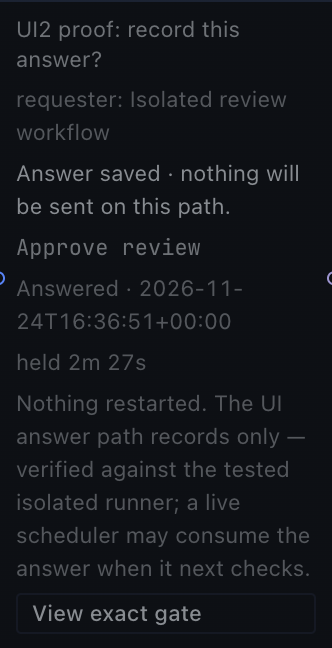 UI2 proof: record this
answer?
requester: Isolated review
workflow
Answer saved · nothing will
be sent on this path.
Approve review
Answered · 2026-11-
24T16:36:51+00:00
held 2m 27s
Nothing restarted. The UI
answer path records only —
verified against the tested
isolated runner; a live
scheduler may consume the
answer when it next checks.
View exact gate